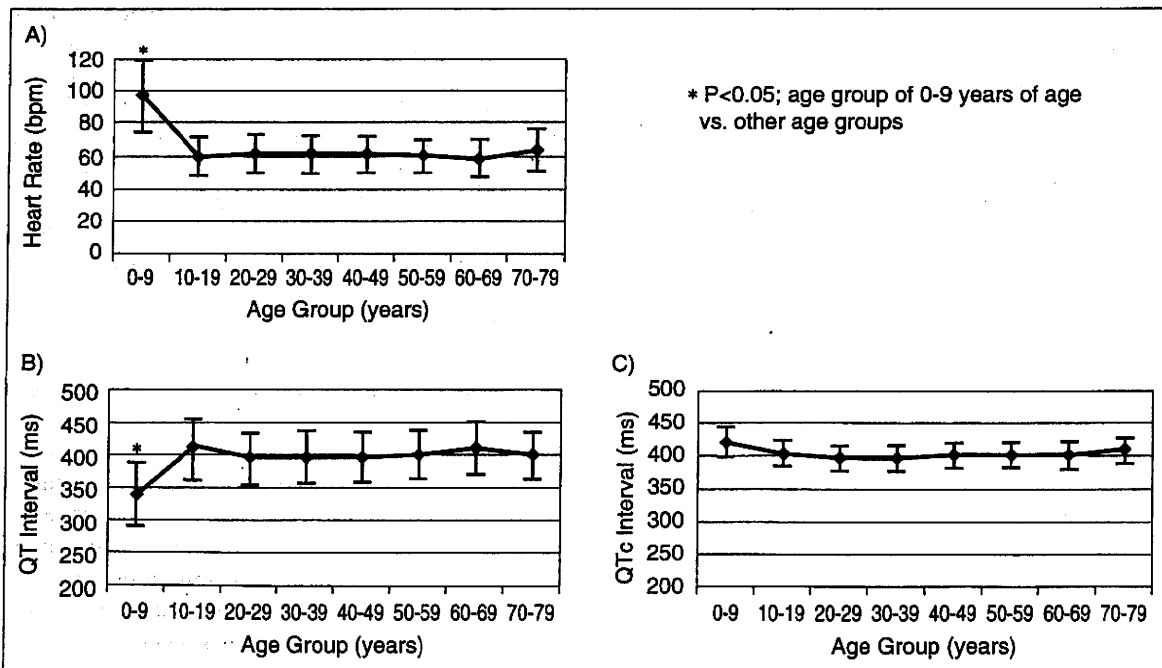 A)
*
120
100
80
60
40
20
0
Heart Rate (bpm)
0-9 10-19 20-29 30-39 40-49 50-59 60-69 70-79
Age Group (years)
* P<0.05; age group of 0-9 years of age
vs. other age groups
B)
500
450
400
350
300
250
200
*
QT Interval (ms)
0-9 10-19 20-29 30-39 40-49 50-59 60-69 70-79
Age Group (years)
C)
500
450
400
350
300
250
200
QTc Interval (ms)
0-9 10-19 20-29 30-39 40-49 50-59 60-69 70-79
Age Group (years)